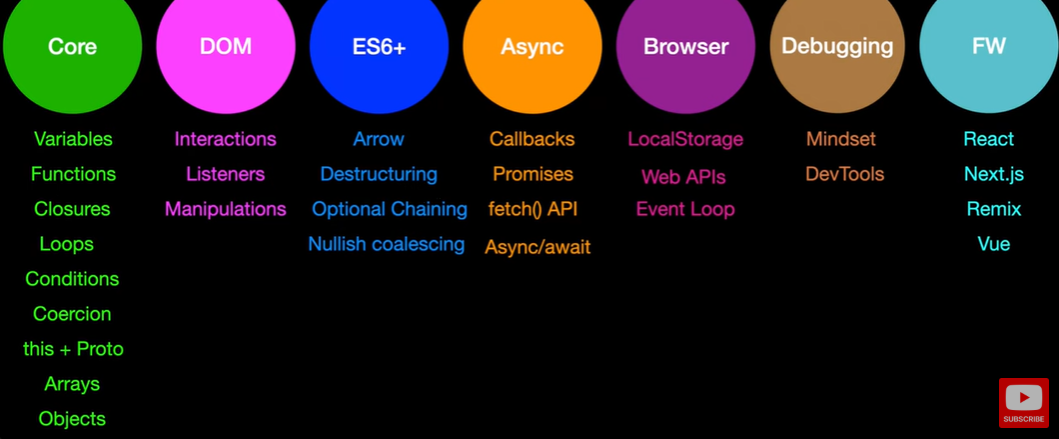 Core
Variables
Functions
Closures
Loops
Conditions
Coercion
this + Proto
Arrays
Objects
DOM
Interactions
Listeners
Manipulations
ES6+
Arrow
Destructuring
Optional Chaining
Nullish coalescing
Async
Callbacks
Promises
fetch() API
Async/await
Browser
LocalStorage
Web APIs
Event Loop
Debugging
Mindset
DevTools
FW
React
Next.js
Remix
Vue
SUBSCRIBE